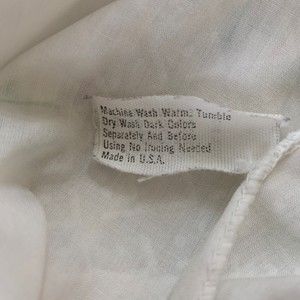 Machine Wash Warm. Tumble
Dry Wash Dark Colors
Separately And Before
Using No Ironing Needed
Made in U.S.A.